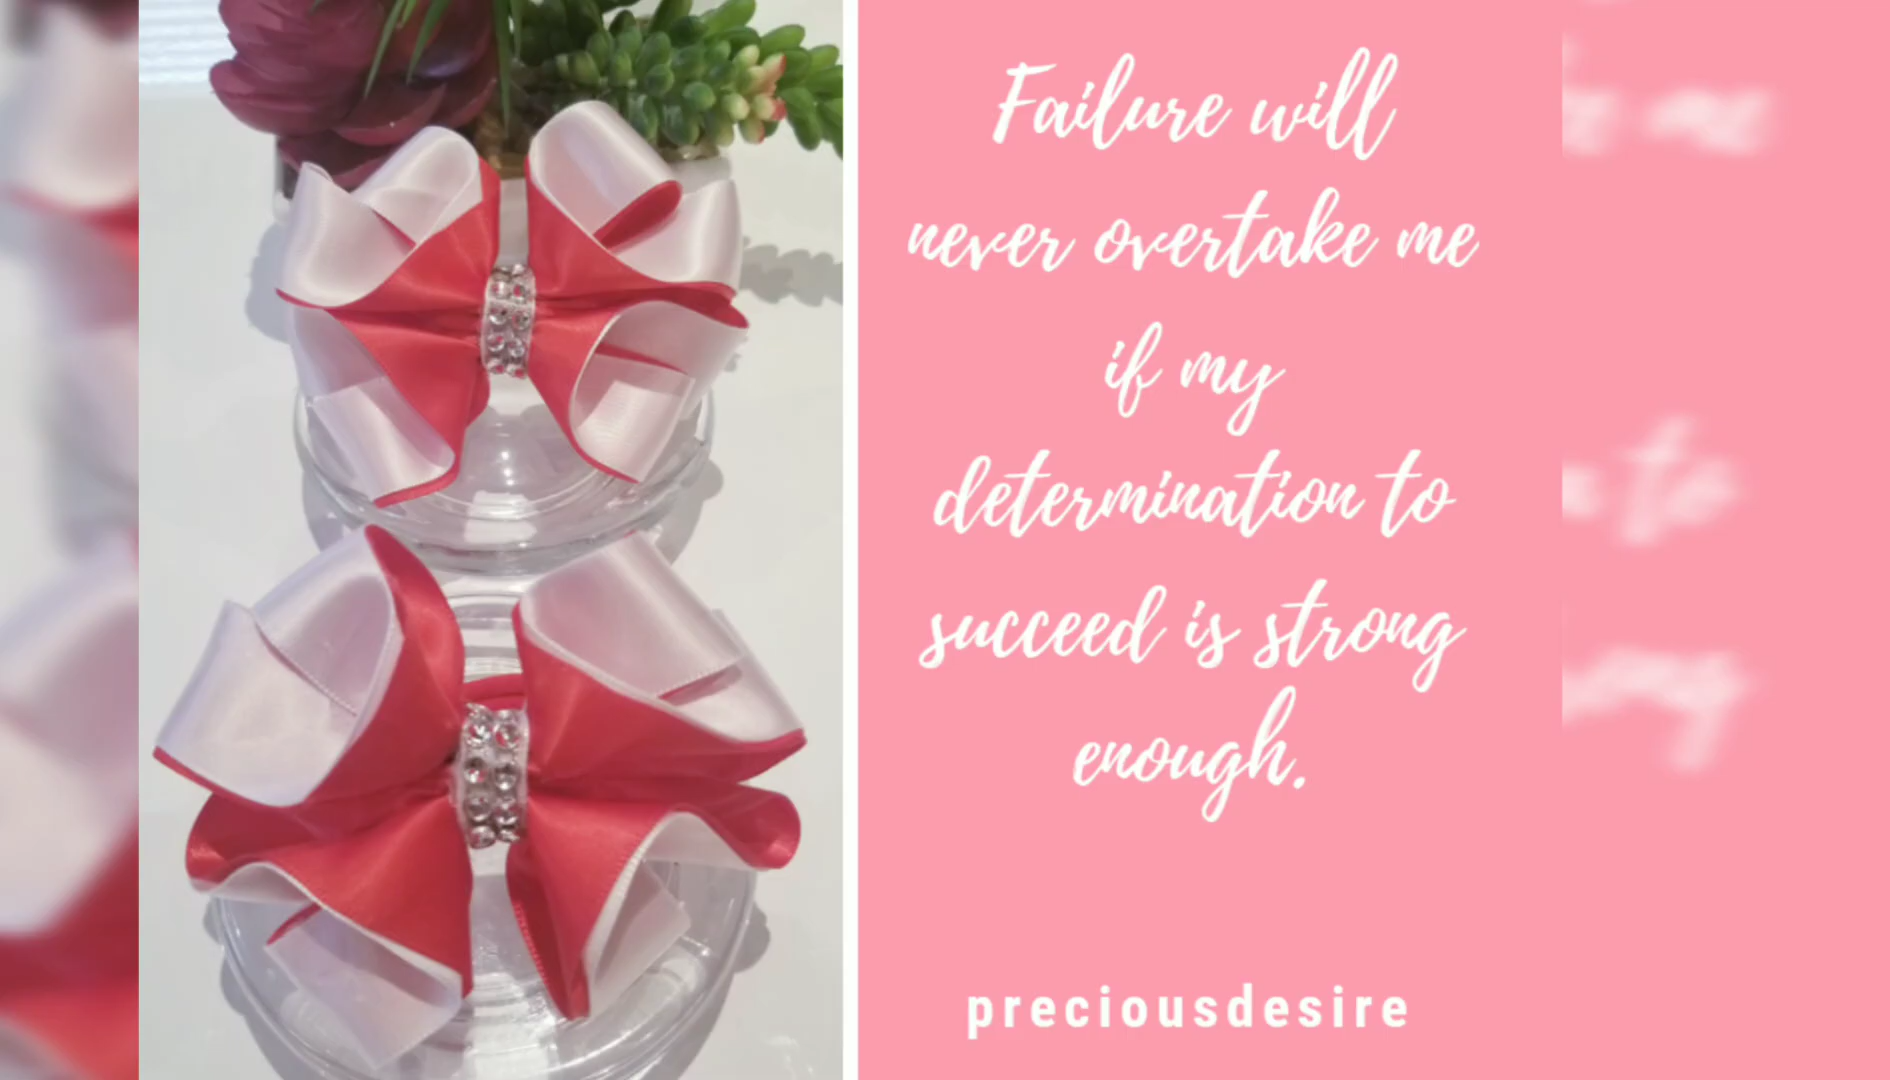 Failure will
never overtake me
if my
determination to
succeed is strong
enough.
preciousdesire